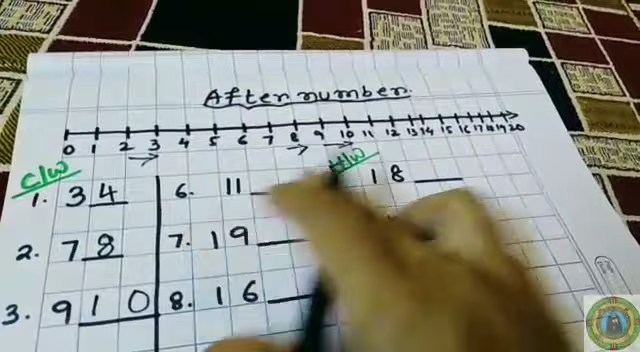 After number
0 1 2 3 4 5 6 7 8 9 10 11 12 13 14 15 16 17 18 19 20
C/W H/W
1. 3 4 6. 11 18
2. 7 8 7. 19
3. 9 10 8. 16